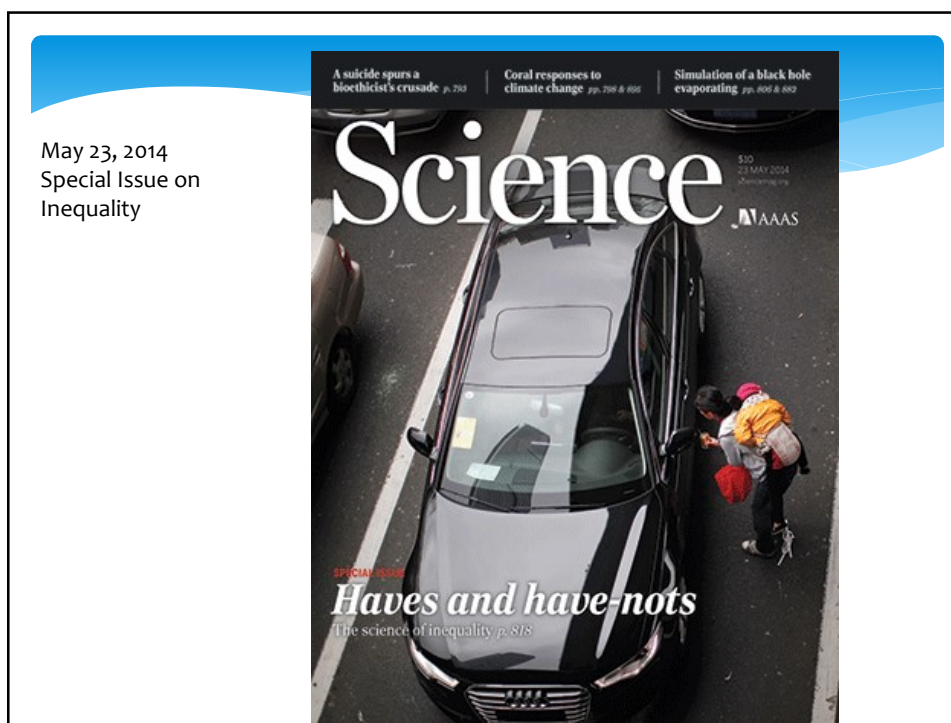 May 23, 2014
Special Issue on
Inequality
A suicide spurs a
bioethicist's crusade p. 793
Coral responses to
climate change pp. 798 & 895
Simulation of a black hole
evaporating pp. 806 & 882
Science
$10
23 MAY 2014
sciencemag.org
AAAS
SPECIAL ISSUE
Haves and have-nots
The science of inequality p. 818